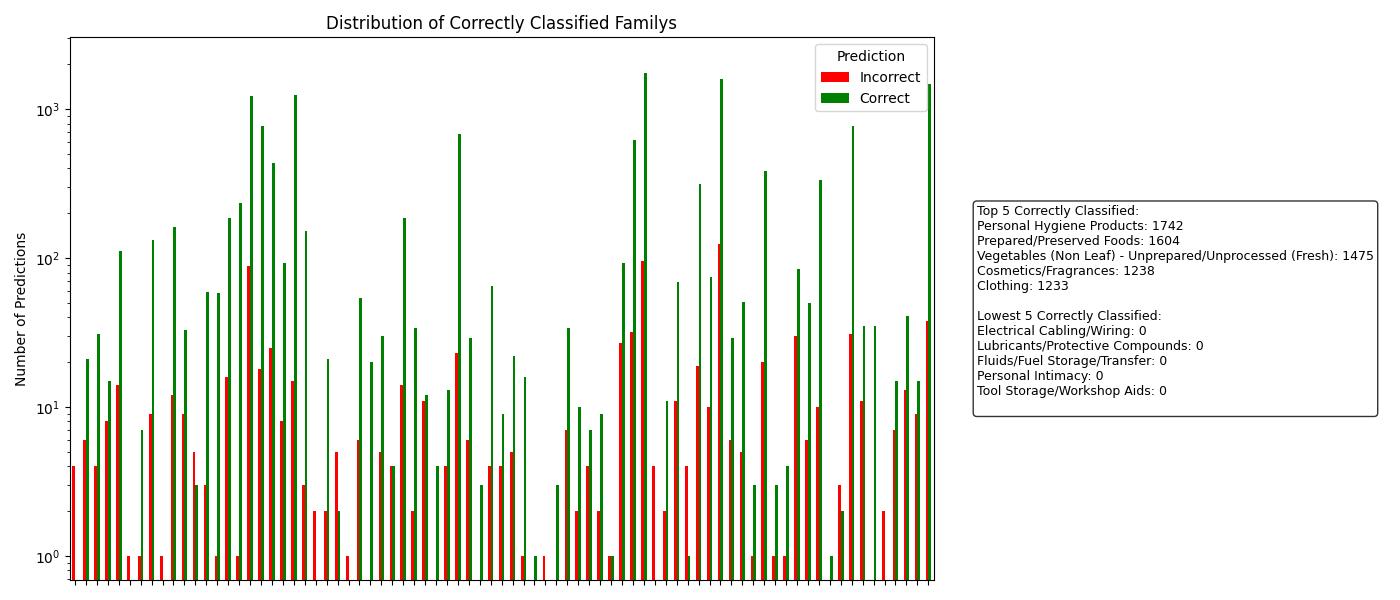 Distribution of Correctly Classified Familys
Number of Predictions
10³
10²
10¹
10⁰
Prediction
Incorrect
Correct
Top 5 Correctly Classified:
Personal Hygiene Products: 1742
Prepared/Preserved Foods: 1604
Vegetables (Non Leaf) - Unprepared/Unprocessed (Fresh): 1475
Cosmetics/Fragrances: 1238
Clothing: 1233
Lowest 5 Correctly Classified:
Electrical Cabling/Wiring: 0
Lubricants/Protective Compounds: 0
Fluids/Fuel Storage/Transfer: 0
Personal Intimacy: 0
Tool Storage/Workshop Aids: 0